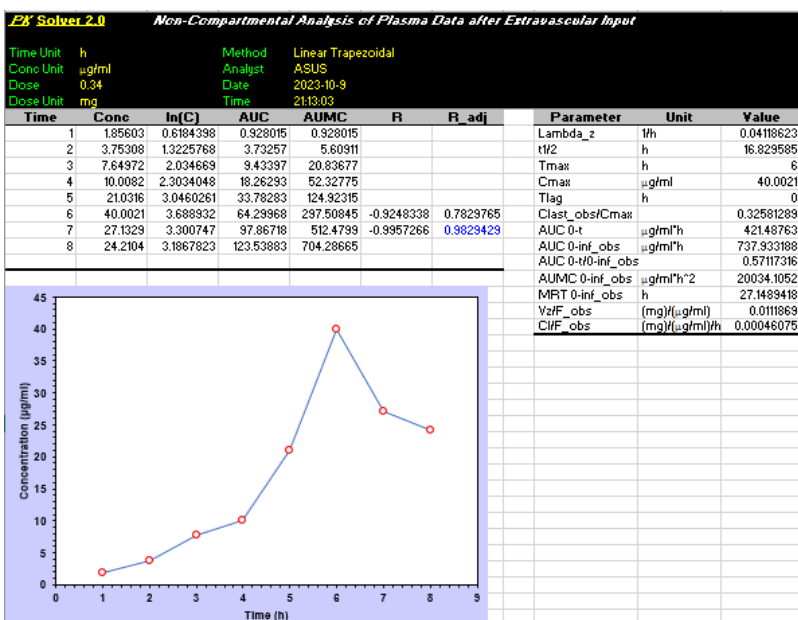 PK Solver 2.0 Non-Compartmental Analysis of Plasma Data after Extravascular Input
Time Unit h Method Linear Trapezoidal
Conc Unit µg/ml Analyst ASUS
Dose 0.34 Date 2023-10-9
Dose Unit mg Time 21:13:03
Time Conc ln(C) AUC AUMC R R_adj Parameter Unit Value
1 1.85603 0.6184398 0.928015 0.928015 Lambda_z 1/h 0.04118623
2 3.75308 1.3225768 3.73257 5.60911 t1/2 h 16.829585
3 7.64972 2.034669 9.43397 20.83677 Tmax h 6
4 10.0082 2.3034048 18.26293 52.32775 Cmax µg/ml 40.0021
5 21.0316 3.0460261 33.78283 124.92315 Tlag h 0
6 40.0021 3.688932 64.29968 297.50845 -0.9248338 0.7829765 Clast_obs/Cmax 0.32581289
7 27.1329 3.300747 97.86718 512.4799 -0.9957266 0.9829429 AUC 0-t µg/ml*h 421.48763
8 24.2104 3.1867823 123.53883 704.28665 AUC 0-inf_obs µg/ml*h 737.933188
AUC 0-t/0-inf_obs 0.57117316
AUMC 0-inf_obs µg/ml*h^2 20034.1052
MRT 0-inf_obs h 27.1489418
Vz/F_obs (mg)/(µg/ml) 0.0111869
Cl/F_obs (mg)/(µg/ml)/h 0.00046075
45
40
35
30
25
20
15
10
5
0
Concentration (µg/ml)
0 1 2 3 4 5 6 7 8 9
Time (h)